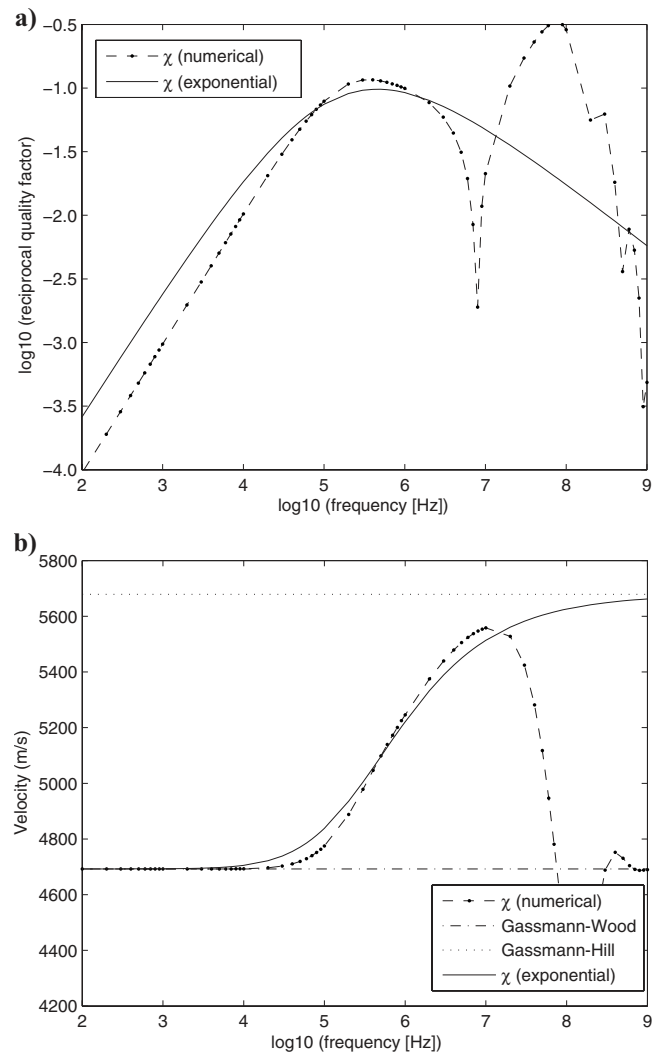 a)
−0.5
−1.0
−1.5
−2.0
−2.5
−3.0
−3.5
−4.0
log10 (reciprocal quality factor)
χ (numerical)
χ (exponential)
2 3 4 5 6 7 8 9
log10 (frequency [Hz])
b)
5800
5600
5400
5200
5000
4800
4600
4400
4200
Velocity (m/s)
χ (numerical)
Gassmann-Wood
Gassmann-Hill
χ (exponential)
2 3 4 5 6 7 8 9
log10 (frequency [Hz])